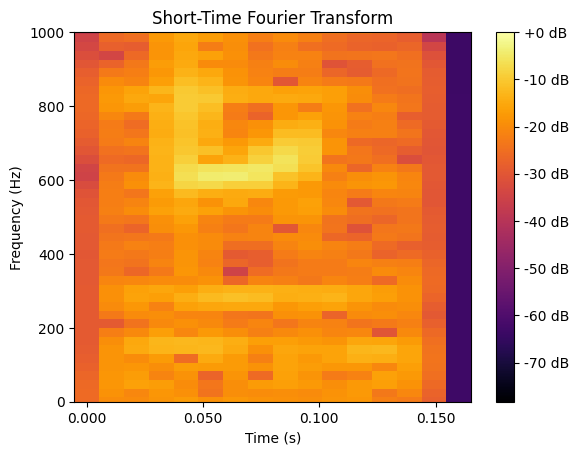 Short-Time Fourier Transform
1000
800
600
400
200
0
Frequency (Hz)
0.000
0.050
0.100
0.150
Time (s)
+0 dB
-10 dB
-20 dB
-30 dB
-40 dB
-50 dB
-60 dB
-70 dB